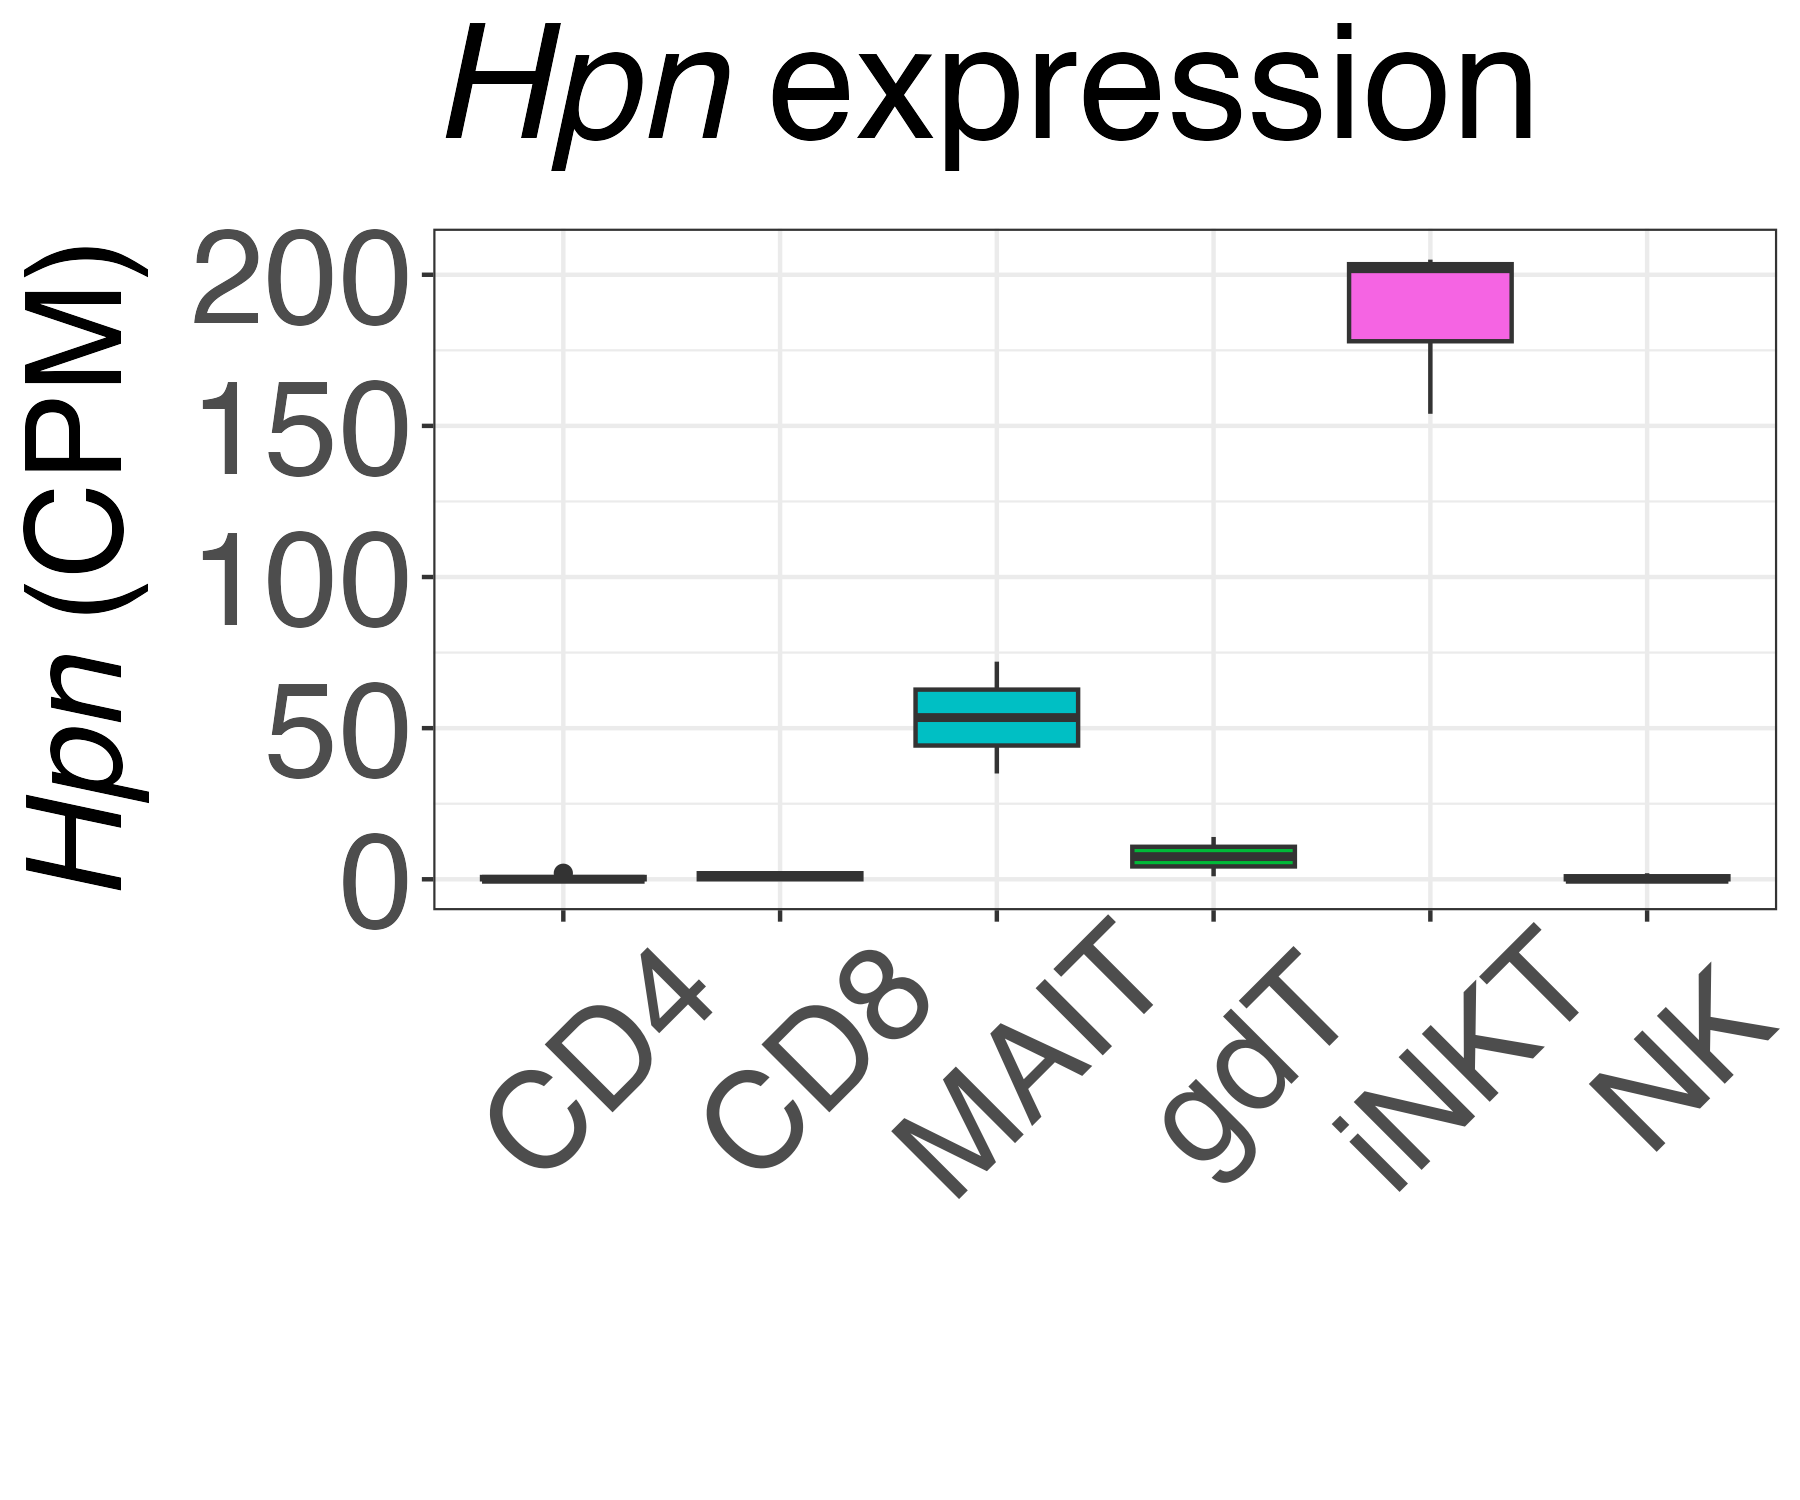 Hpn expression
Hpn (CPM)
200
150
100
50
0
CD4
CD8
MAIT
gdT
iNKT
NK